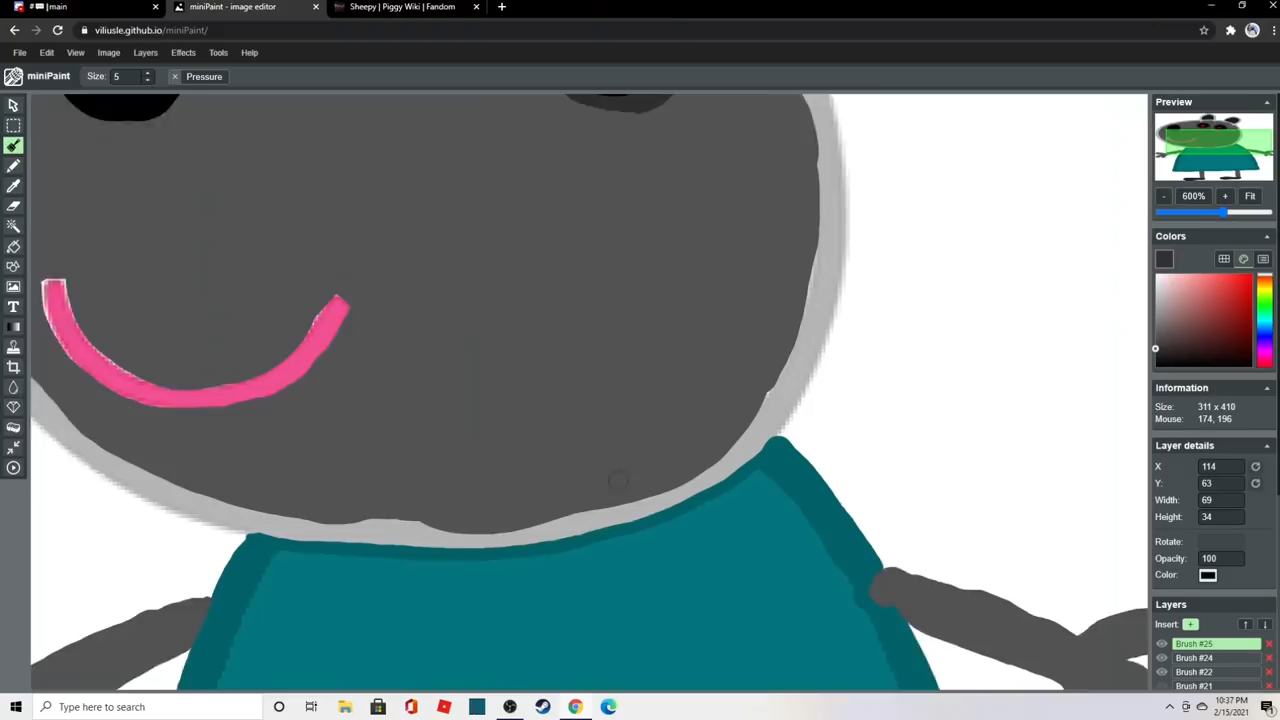 main
miniPaint - image editor
Sheepy | Piggy Wiki | Fandom
viliusle.github.io/miniPaint/
File Edit View Image Layers Effects Tools Help
miniPaint Size: 5 Pressure
Preview
- 600% + Fit
Colors
Information
Size: 311 x 410
Mouse: 174, 196
Layer details
X 114
Y: 63
Width: 69
Height: 34
Rotate:
Opacity: 100
Color:
Layers
Insert: + ↑ ↓
Brush #25
Brush #24
Brush #22
Brush #21
Type here to search
10:37 PM
2/15/2021